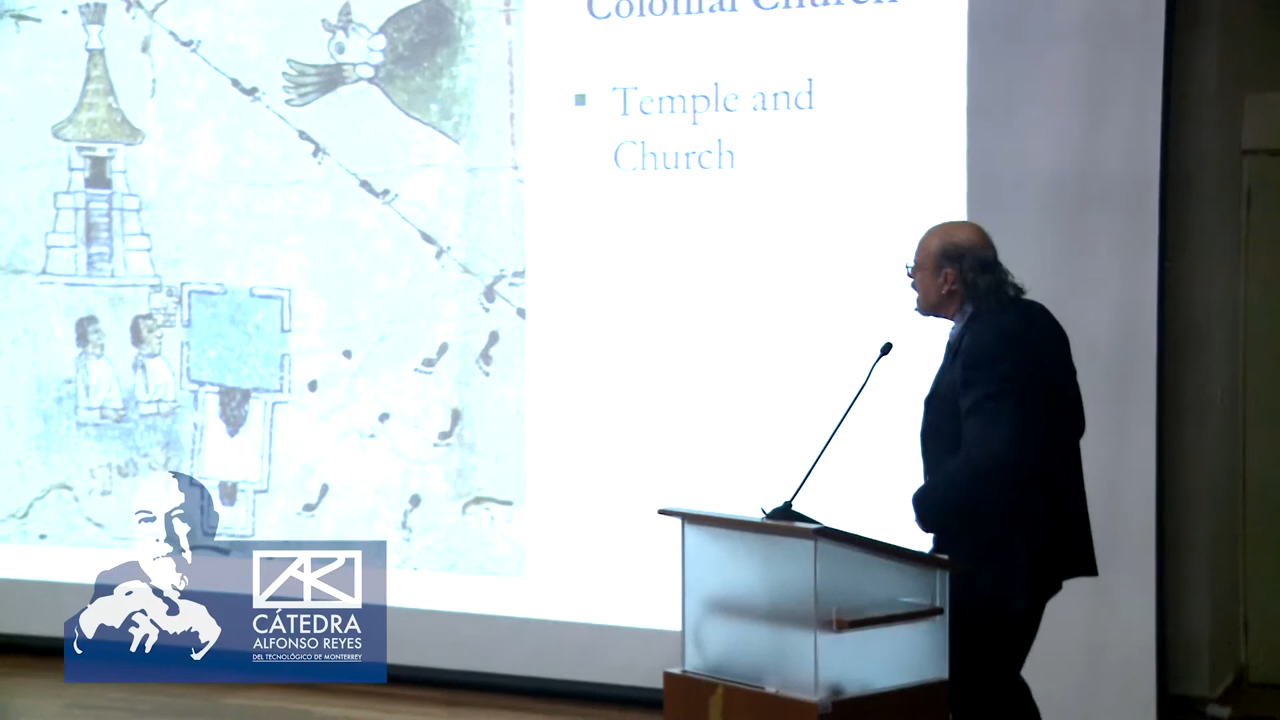 Colonial Church
Temple and
Church
CÁTEDRA
ALFONSO REYES
DEL TECNOLÓGICO DE MONTERREY